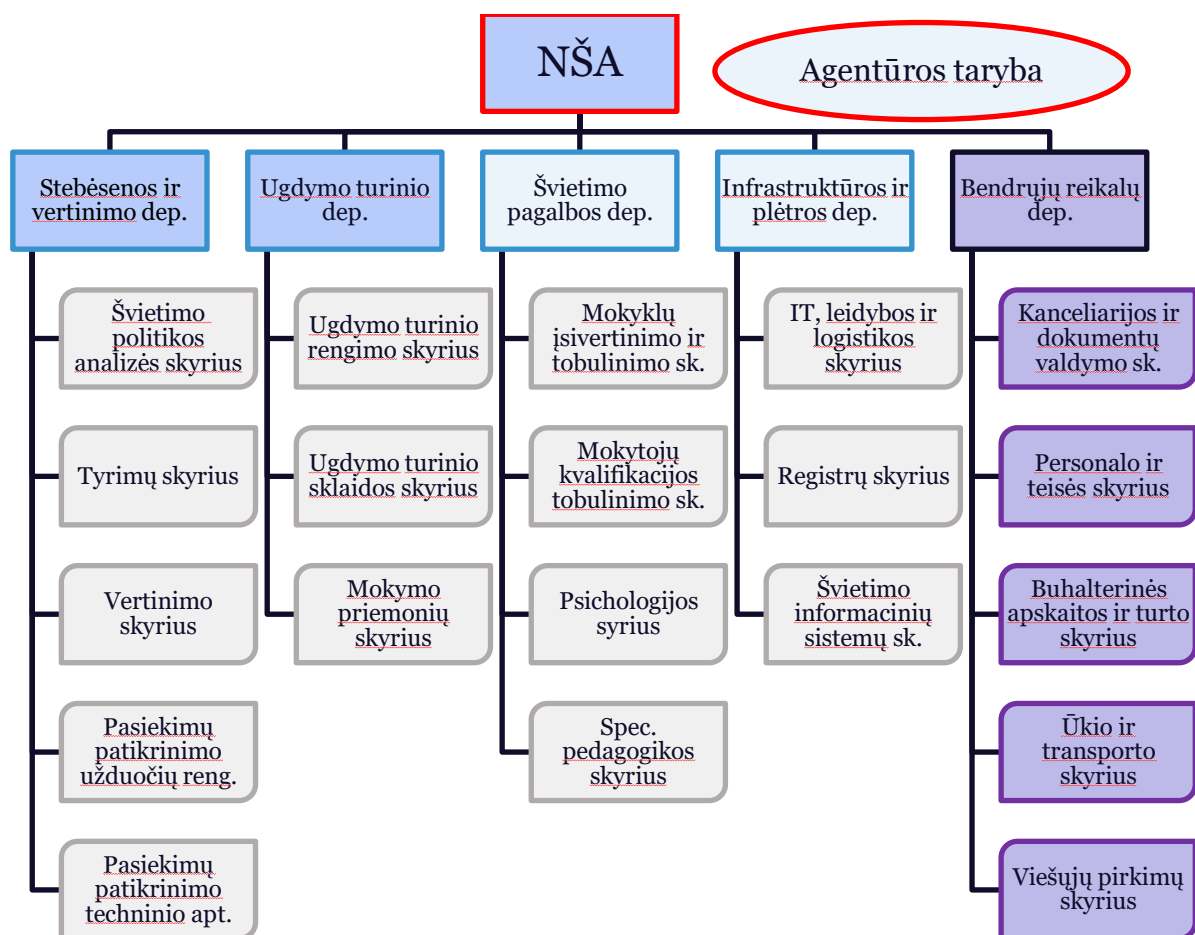 NŠA
Agentūros taryba
Stebėsenos ir
vertinimo dep.
Ugdymo turinio
dep.
Švietimo
pagalbos dep.
Infrastruktūros ir
plėtros dep.
Bendrųjų reikalų
dep.
Švietimo
politikos
analizės skyrius
Tyrimų skyrius
Vertinimo
skyrius
Pasiekimų
patikrinimo
užduočių reng.
Pasiekimų
patikrinimo
techninio apt.
Ugdymo turinio
rengimo skyrius
Ugdymo turinio
sklaidos skyrius
Mokymo
priemonių
skyrius
Mokyklų
įsivertinimo ir
tobulinimo sk.
Mokytojų
kvalifikacijos
tobulinimo sk.
Psichologijos
syrius
Spec.
pedagogikos
skyrius
IT, leidybos ir
logistikos
skyrius
Registrų skyrius
Švietimo
informacinių
sistemų sk.
Kanceliarijos ir
dokumentų
valdymo sk.
Personalo ir
teisės skyrius
Buhalterinės
apskaitos ir turto
skyrius
Ūkio ir
transporto
skyrius
Viešųjų pirkimų
skyrius